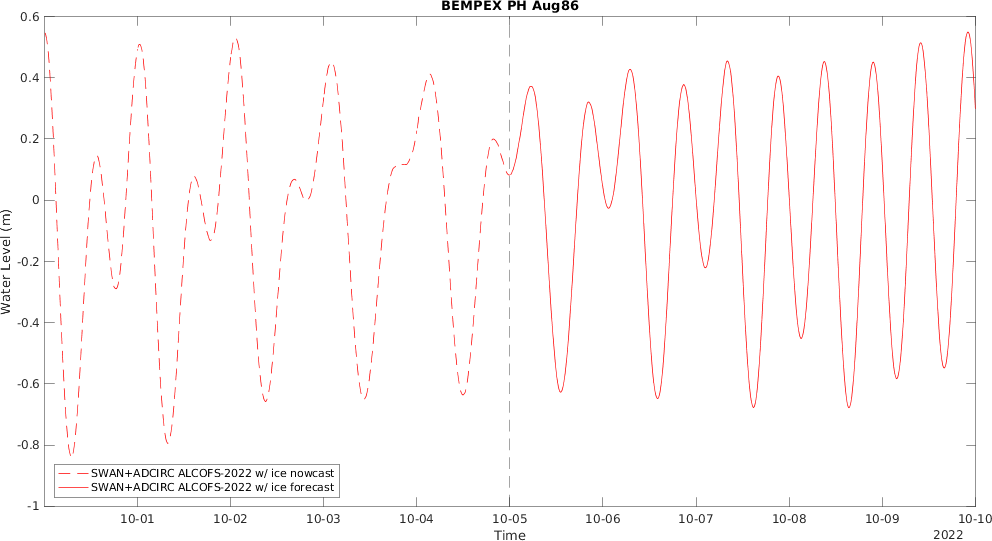 BEMPEX PH Aug86
0.6
0.4
0.2
0
-0.2
-0.4
-0.6
-0.8
-1
Water Level (m)
SWAN+ADCIRC ALCOFS-2022 w/ ice nowcast
SWAN+ADCIRC ALCOFS-2022 w/ ice forecast
10-01 10-02 10-03 10-04 10-05 10-06 10-07 10-08 10-09 10-10
Time
2022